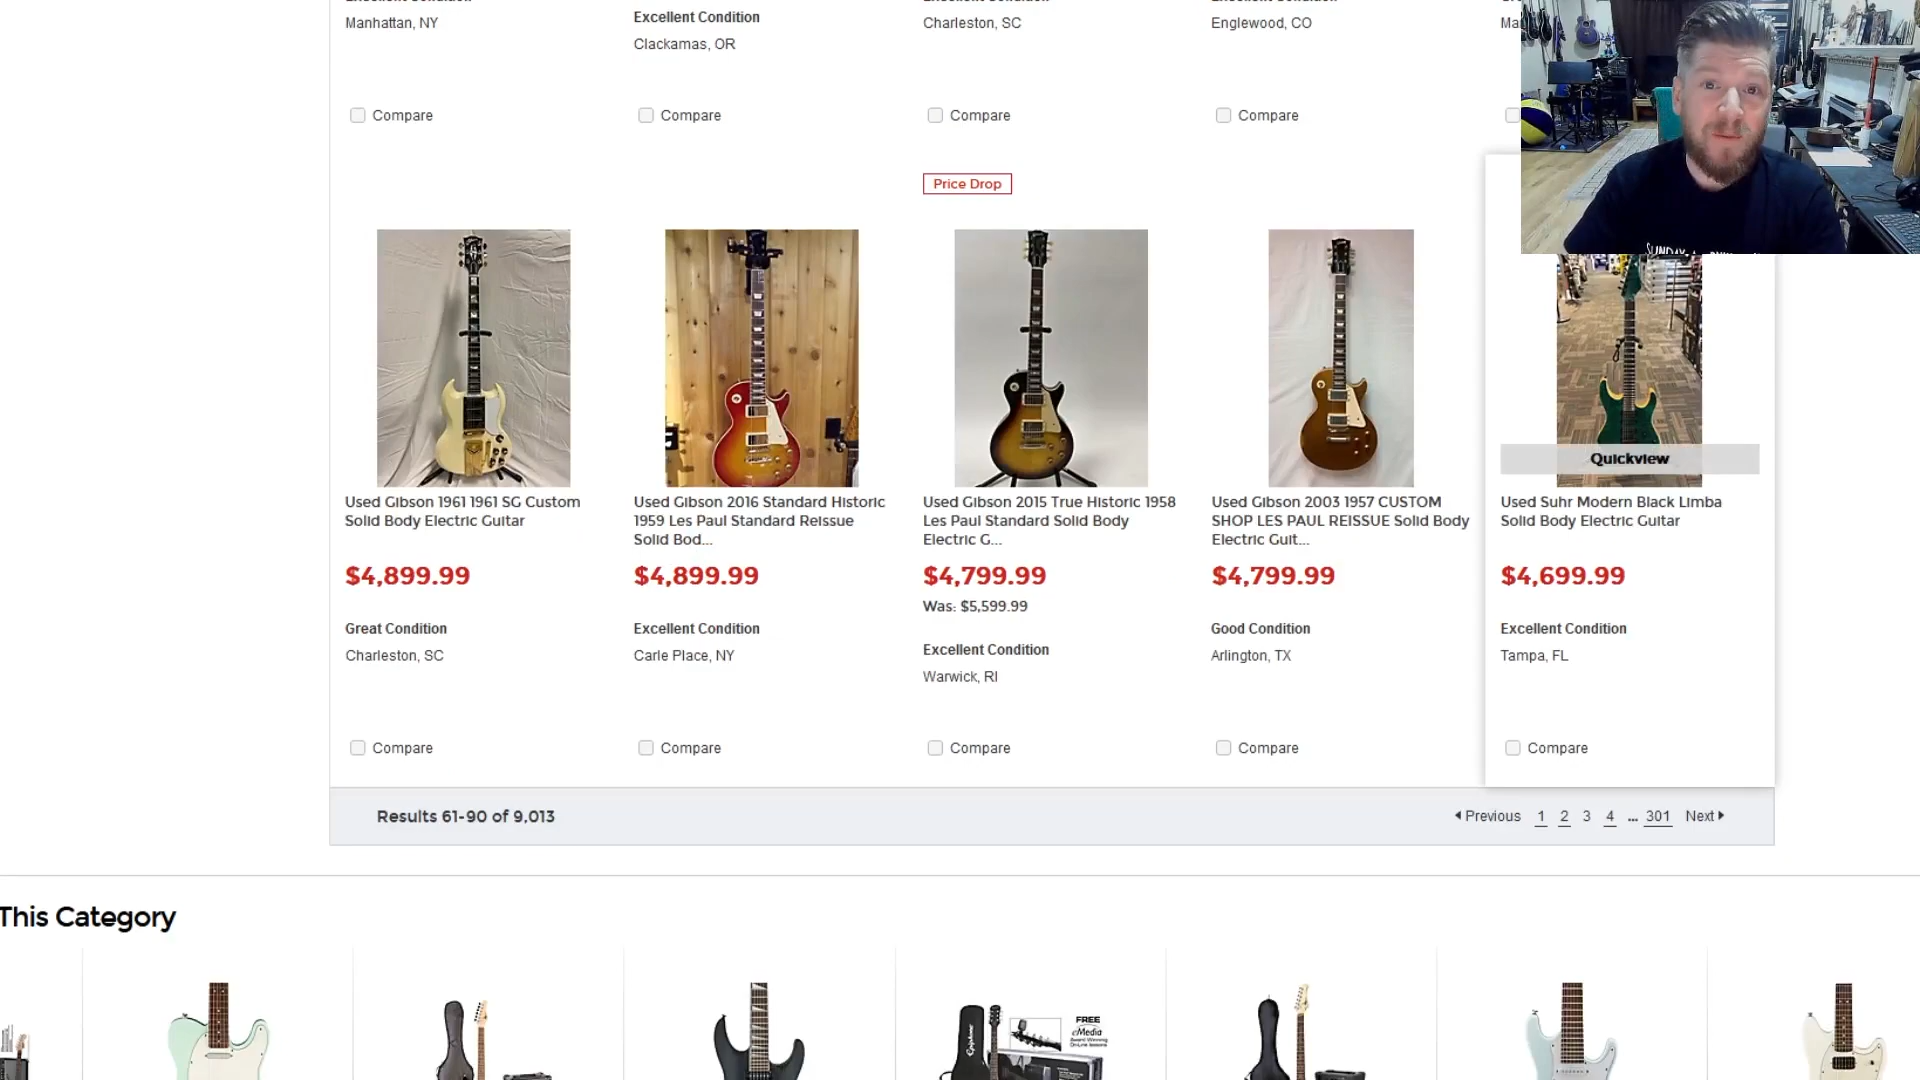 Manhattan, NY
Excellent Condition
Clackamas, OR
Charleston, SC
Englewood, CO
Compare
Compare
Compare
Compare
Price Drop
Quickview
Used Gibson 1961 1961 SG Custom
Solid Body Electric Guitar
$4,899.99
Great Condition
Charleston, SC
Compare
Used Gibson 2016 Standard Historic
1959 Les Paul Standard Reissue
Solid Bod...
$4,899.99
Excellent Condition
Carle Place, NY
Compare
Used Gibson 2015 True Historic 1958
Les Paul Standard Solid Body
Electric G...
$4,799.99
Was: $5,599.99
Excellent Condition
Warwick, RI
Compare
Used Gibson 2003 1957 CUSTOM
SHOP LES PAUL REISSUE Solid Body
Electric Guit...
$4,799.99
Good Condition
Arlington, TX
Compare
Used Suhr Modern Black Limba
Solid Body Electric Guitar
$4,699.99
Excellent Condition
Tampa, FL
Compare
Results 61-90 of 9,013
Previous 1 2 3 4 ... 301 Next
This Category
Epiphone
FREE
eMedia
Award Winning
On-Line lessons